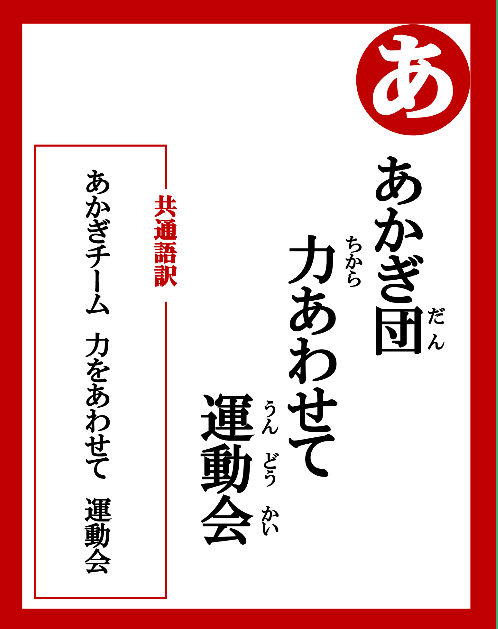 あ
あかぎ団
だん
力あわせて
ちから
運動会
うんどうかい
共通語訳
あかぎチーム 力をあわせて 運動会